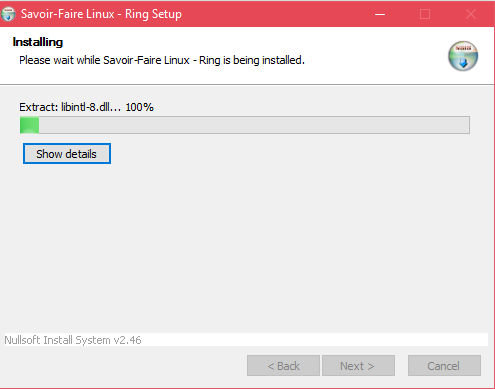 Savoir-Faire Linux - Ring Setup
Installing
Please wait while Savoir-Faire Linux - Ring is being installed.
Extract: libintl-8.dll... 100%
Show details
Nullsoft Install System v2.46
< Back Next > Cancel